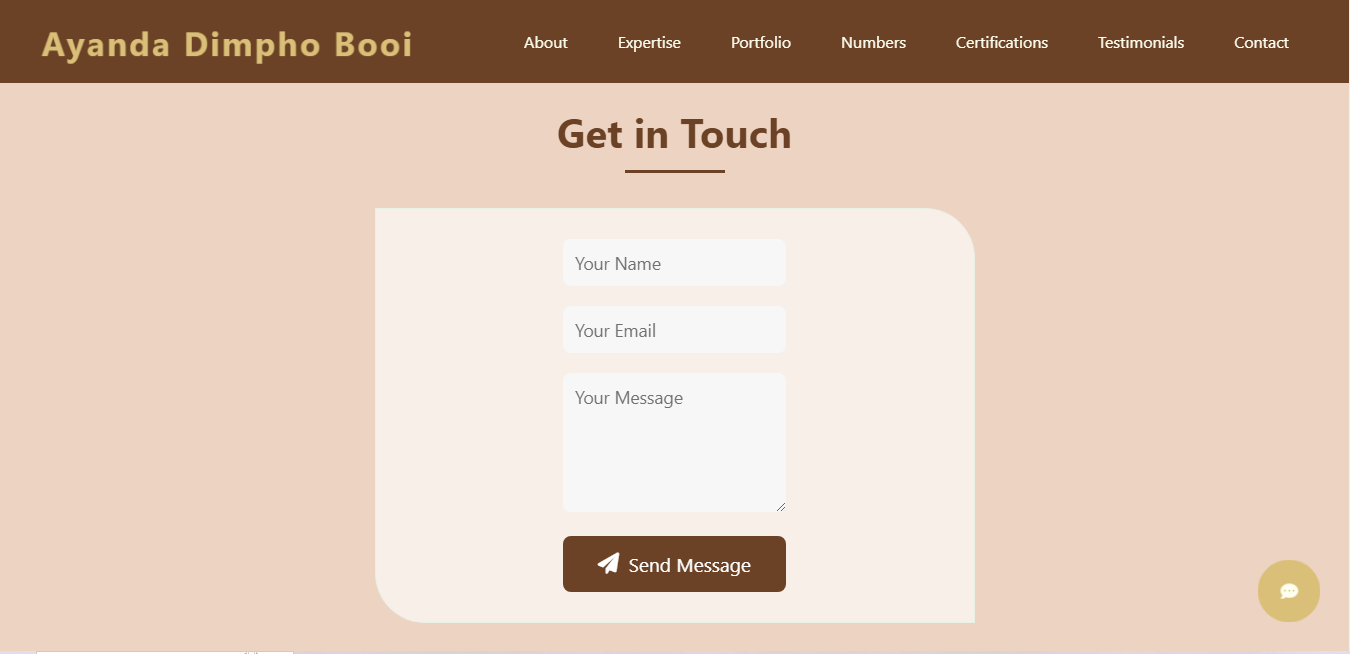 Ayanda Dimpho Booi
About Expertise Portfolio Numbers Certifications Testimonials Contact
Get in Touch
Your Name
Your Email
Your Message
Send Message